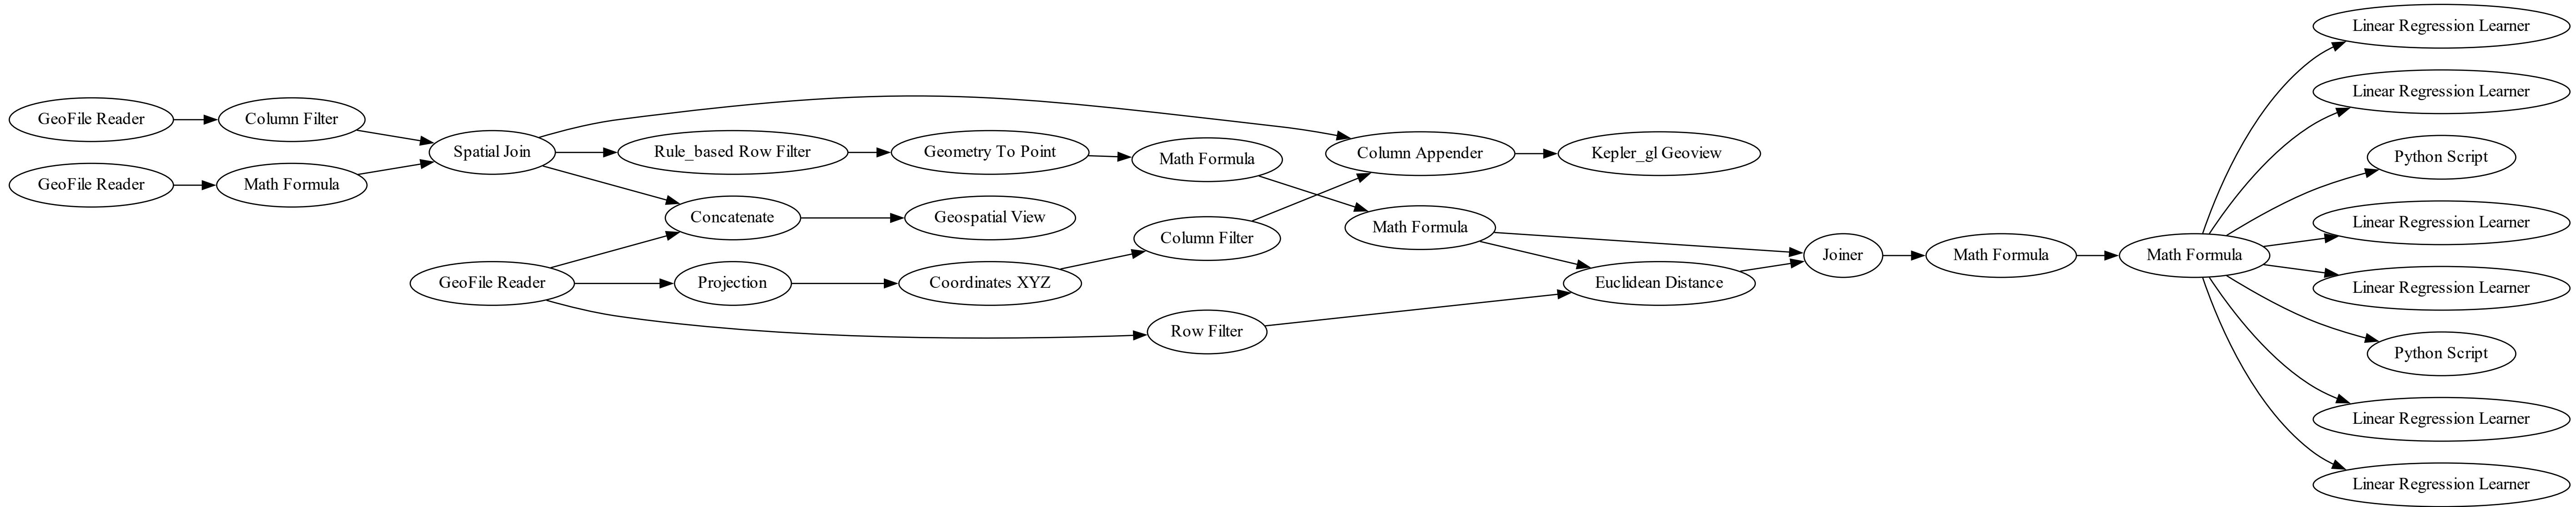 GeoFile Reader
Column Filter
GeoFile Reader
Math Formula
Spatial Join
Rule_based Row Filter
Geometry To Point
Math Formula
Column Appender
Kepler_gl Geoview
Concatenate
Geospatial View
Column Filter
Math Formula
GeoFile Reader
Projection
Coordinates XYZ
Euclidean Distance
Row Filter
Joiner
Math Formula
Math Formula
Linear Regression Learner
Linear Regression Learner
Python Script
Linear Regression Learner
Linear Regression Learner
Python Script
Linear Regression Learner
Linear Regression Learner